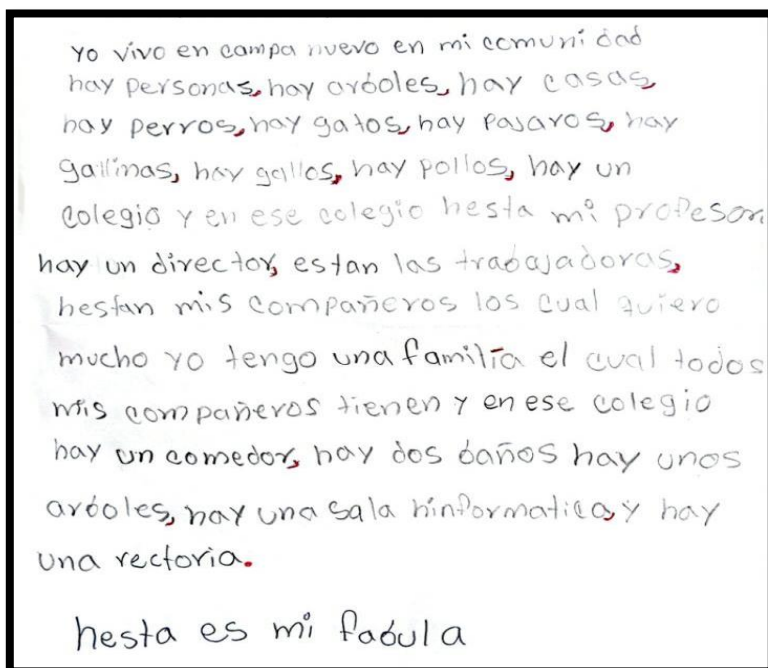 yo vivo en campa nuevo en mi comunidad
hay personas, hay arboles, hay casas,
hay perros, hay gatos, hay pajaros, hay
gallinas, hay gallos, hay pollos, hay un
colegio y en ese colegio hesta mi profesor,
hay un director, estan las trabajadoras,
hestan mis compañeros los cual quiero
mucho yo tengo una familia el cual todos
mis compañeros tienen y en ese colegio
hay un comedor, hay dos baños hay unos
arboles, hay una sala hinformatica, y hay
una rectoria.
hesta es mi fabula